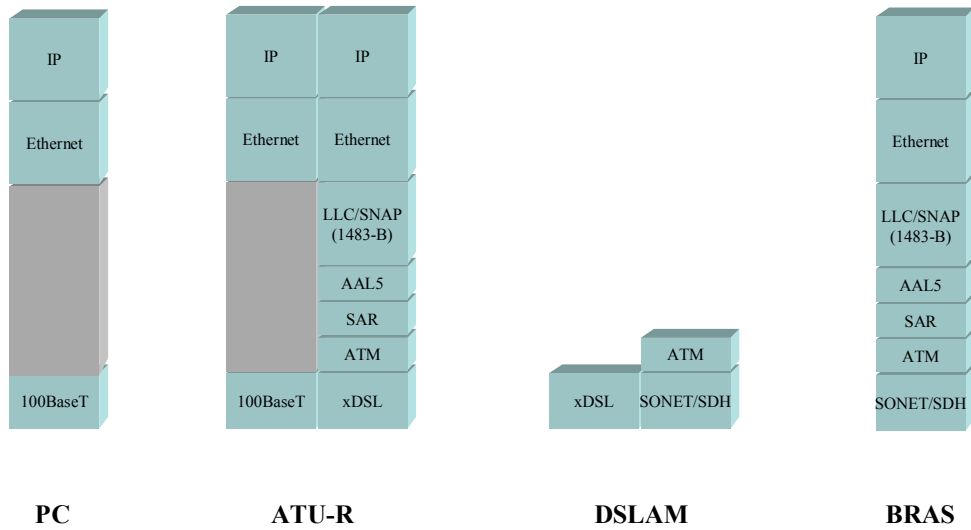 IP
IP
IP
IP
Ethernet
Ethernet
Ethernet
Ethernet
LLC/SNAP
(1483-B)
LLC/SNAP
(1483-B)
AAL5
AAL5
SAR
SAR
ATM
ATM
ATM
100BaseT
100BaseT
xDSL
xDSL
SONET/SDH
SONET/SDH
PC
ATU-R
DSLAM
BRAS